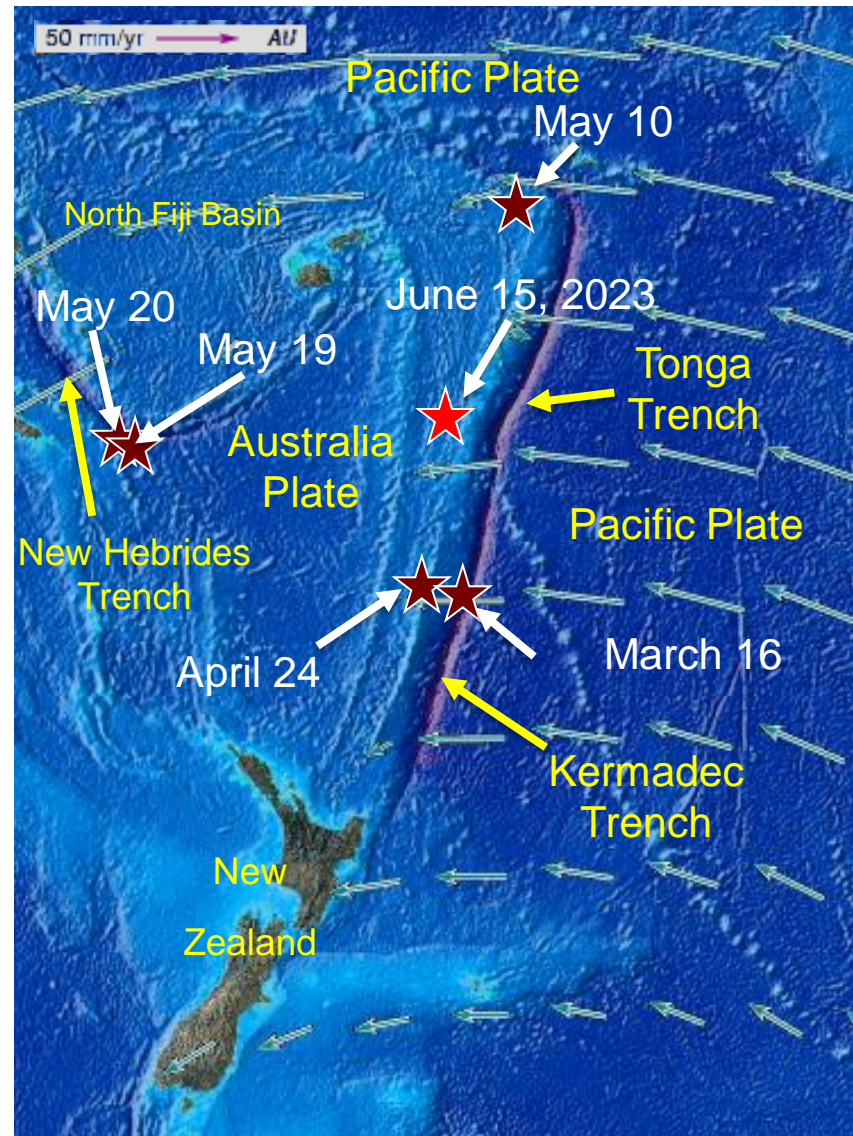 50 mm/yr AU
Pacific Plate
May 10
North Fiji Basin
June 15, 2023
May 20
May 19
Tonga
Trench
Australia
Plate
Pacific Plate
New Hebrides
Trench
April 24
March 16
Kermadec
Trench
New
Zealand